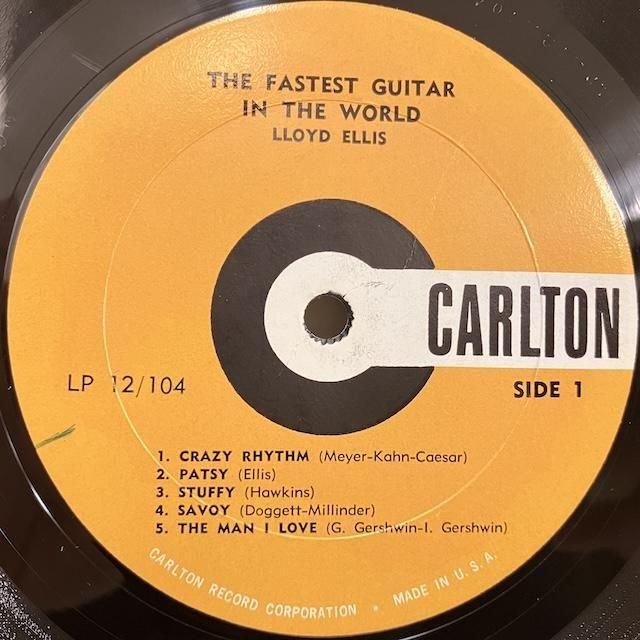 THE FASTEST GUITAR
IN THE WORLD
LLOYD ELLIS
CARLTON
LP 12/104
SIDE 1
1. CRAZY RHYTHM (Meyer-Kahn-Caesar)
2. PATSY (Ellis)
3. STUFFY (Hawkins)
4. SAVOY (Doggett-Millinder)
5. THE MAN I LOVE (G. Gershwin-I. Gershwin)
CARLTON RECORD CORPORATION • MADE IN U.S.A.